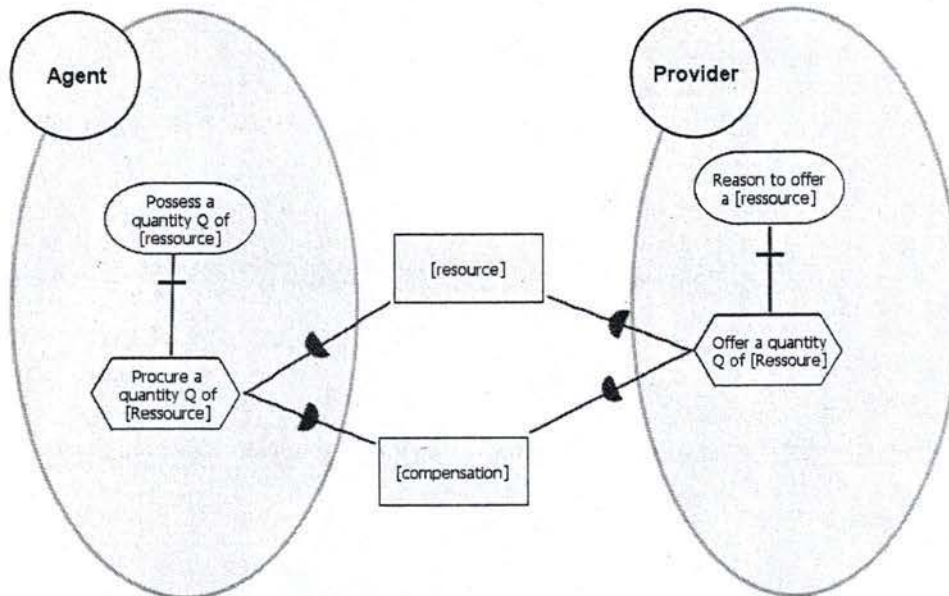 Agent
Provider
Possess a
quantity Q of
[ressource]
Reason to offer
a [ressource]
[resource]
Procure a
quantity Q of
[Ressource]
Offer a quantity
Q of [Ressoure]
[compensation]